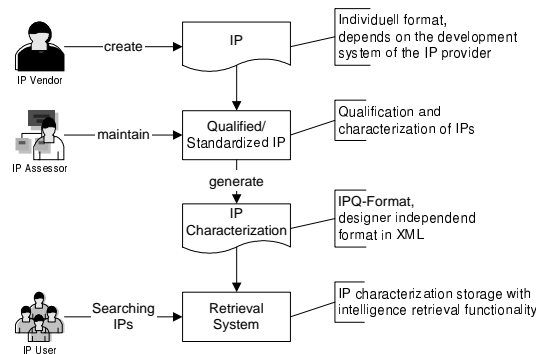 IP Vendor
create
IP
Individuell format,
depends on the development
system of the IP provider
IP Assessor
maintain
Qualified/
Standardized IP
Qualification and
characterization of IPs
generate
IP
Characterization
IPQ-Format,
designer independend
format in XML
IP User
Searching
IPs
Retrieval
System
IP characterization storage with
intelligence retrieval functionality